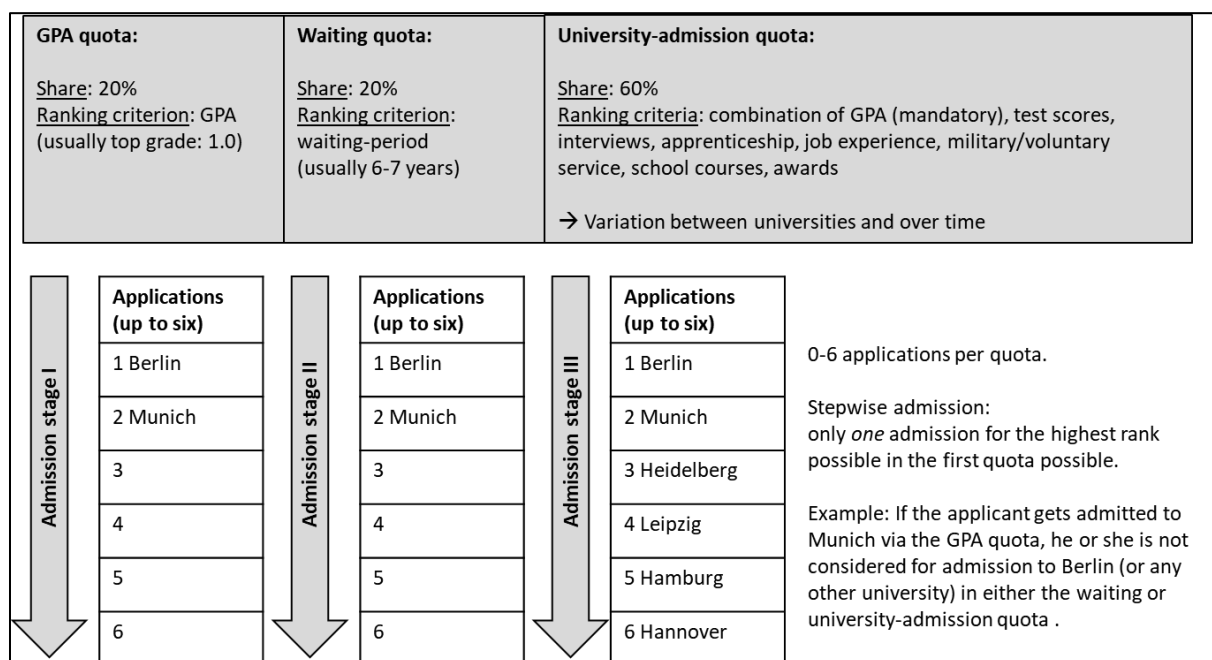 GPA quota:
Share: 20%
Ranking criterion: GPA
(usually top grade: 1.0)
Waiting quota:
Share: 20%
Ranking criterion:
waiting-period
(usually 6-7 years)
University-admission quota:
Share: 60%
Ranking criteria: combination of GPA (mandatory), test scores,
interviews, apprenticeship, job experience, military/voluntary
service, school courses, awards
→ Variation between universities and over time
Admission stage I
Applications
(up to six)
1 Berlin
2 Munich
3
4
5
6
Admission stage II
Applications
(up to six)
1 Berlin
2 Munich
3
4
5
6
Admission stage III
Applications
(up to six)
1 Berlin
2 Munich
3 Heidelberg
4 Leipzig
5 Hamburg
6 Hannover
0-6 applications per quota.
Stepwise admission:
only one admission for the highest rank
possible in the first quota possible.
Example: If the applicant gets admitted to
Munich via the GPA quota, he or she is not
considered for admission to Berlin (or any
other university) in either the waiting or
university-admission quota .